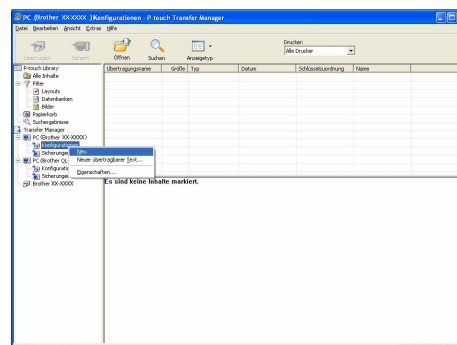 PC (Brother XX-XXXX )Konfigurationen - P-touch Transfer Manager
Datei Bearbeiten Ansicht Extras Hilfe
Übertragen Sichern Öffnen Suchen Anzeigetyp
Drucker:
Alle Drucker
P-touch Library
Alle Inhalte
Filter
Layouts
Datenbanken
Bilder
Papierkorb
Suchergebnisse
Transfer Manager
PC (Brother XX-XXXX)
Konfigurationen
Sicherungen
PC (Brother QL-
Konfigurati
Sicherungen
Brother XX-XXXX
Übertragungsname Größe Typ Datum Schlüsselzuordnung Name
Neu
Neuer übertragbarer Text...
Eigenschaften...
Es sind keine Inhalte markiert.